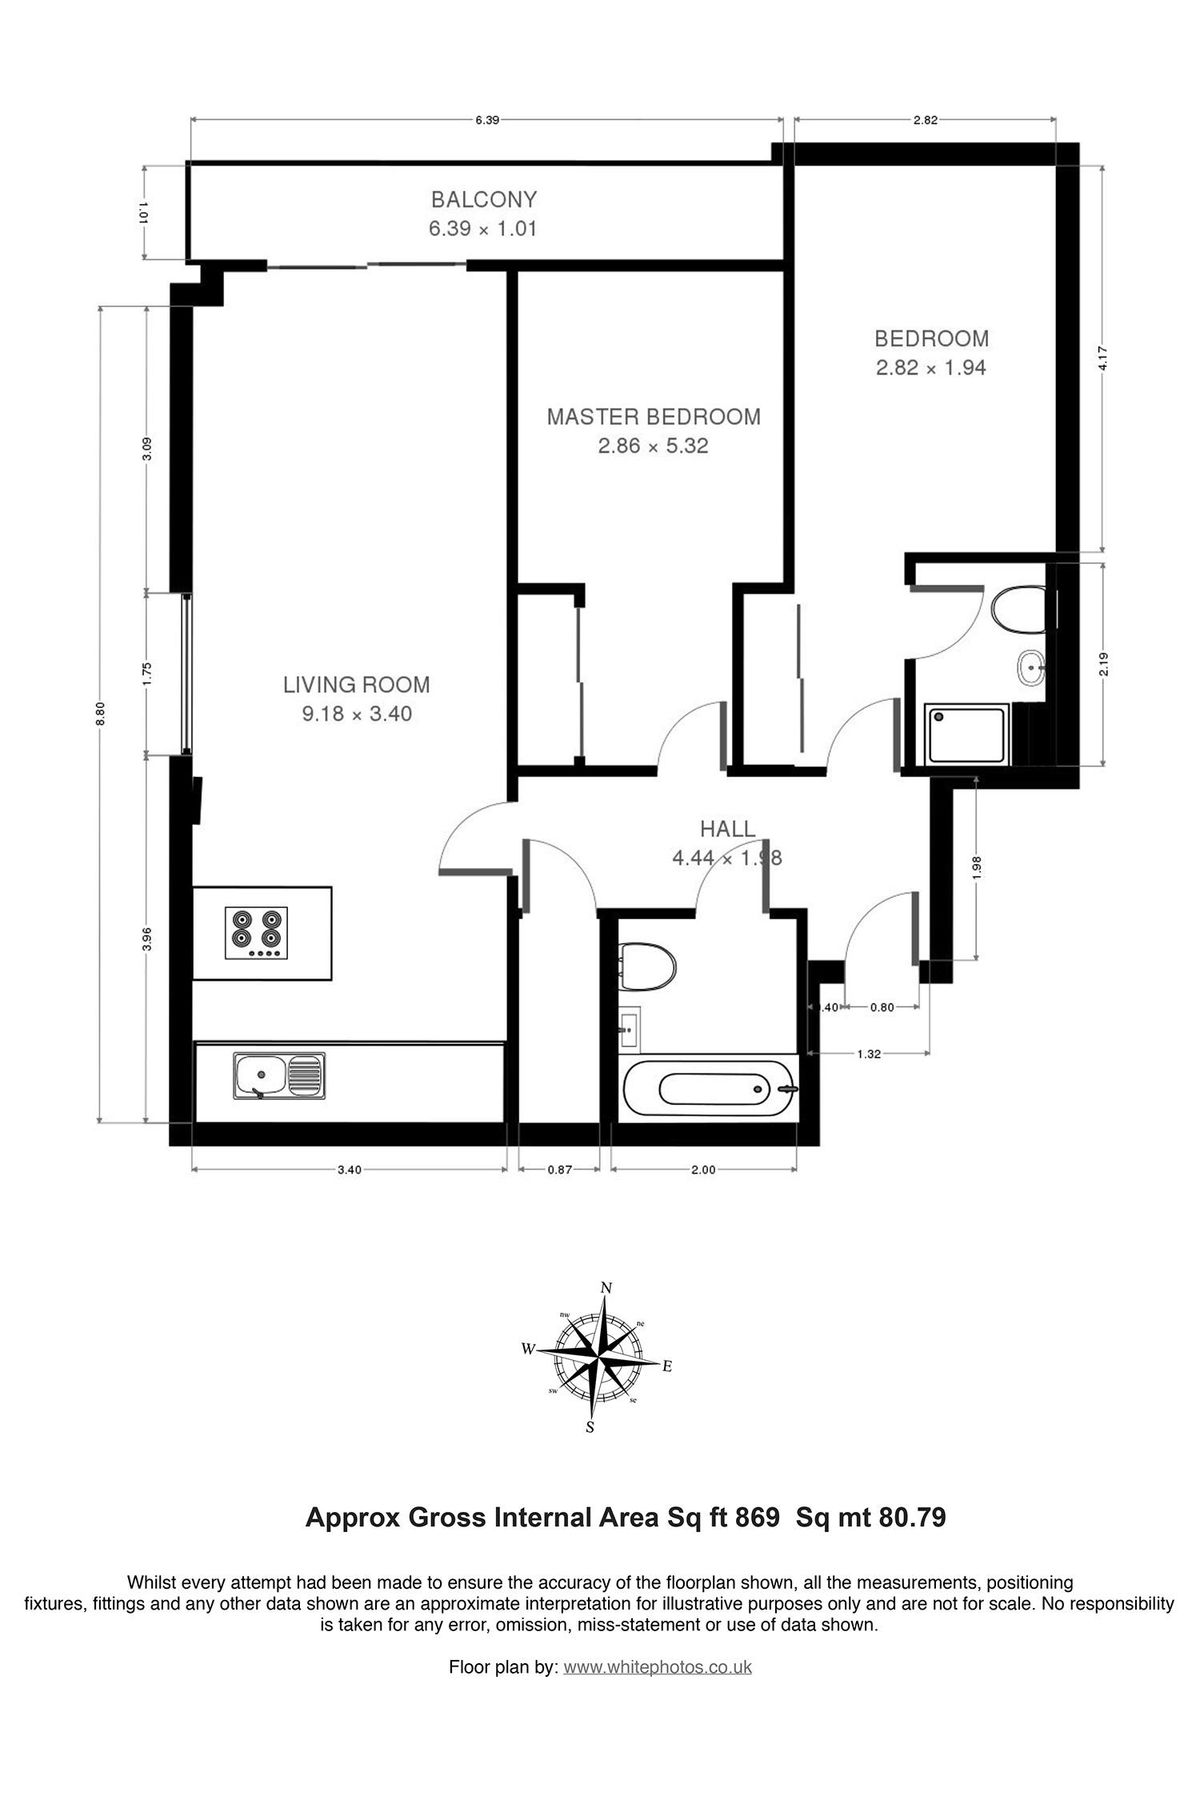 6.39
2.82
BALCONY
6.39 × 1.01
1.01
BEDROOM
2.82 × 1.94
4.17
MASTER BEDROOM
2.86 × 5.32
3.09
1.75
8.80
LIVING ROOM
9.18 × 3.40
2.19
HALL
4.44 × 1.98
1.98
3.96
0.80
1.32
3.40
0.87
2.00
N
nw
ne
W
E
sw
se
S
Approx Gross Internal Area Sq ft 869 Sq mt 80.79
Whilst every attempt had been made to ensure the accuracy of the floorplan shown, all the measurements, positioning
fixtures, fittings and any other data shown are an approximate interpretation for illustrative purposes only and are not for scale. No responsibility
is taken for any error, omission, miss-statement or use of data shown.
Floor plan by: www.whitephotos.co.uk